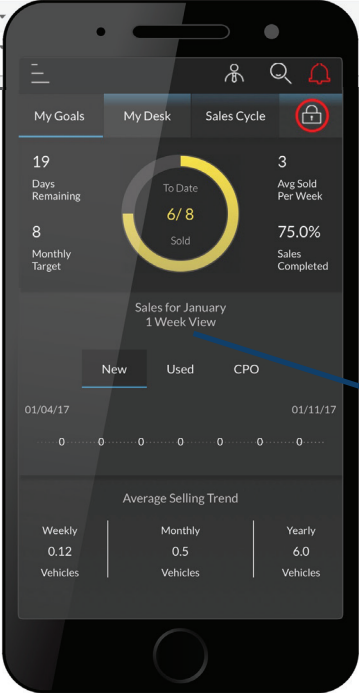 My Goals
My Desk
Sales Cycle
19
Days
Remaining
8
Monthly
Target
To Date
6/ 8
Sold
3
Avg Sold
Per Week
75.0%
Sales
Completed
Sales for January
1 Week View
New
Used
CPO
01/04/17
01/11/17
0 0 0 0 0 0 0
Average Selling Trend
Weekly
0.12
Vehicles
Monthly
0.5
Vehicles
Yearly
6.0
Vehicles